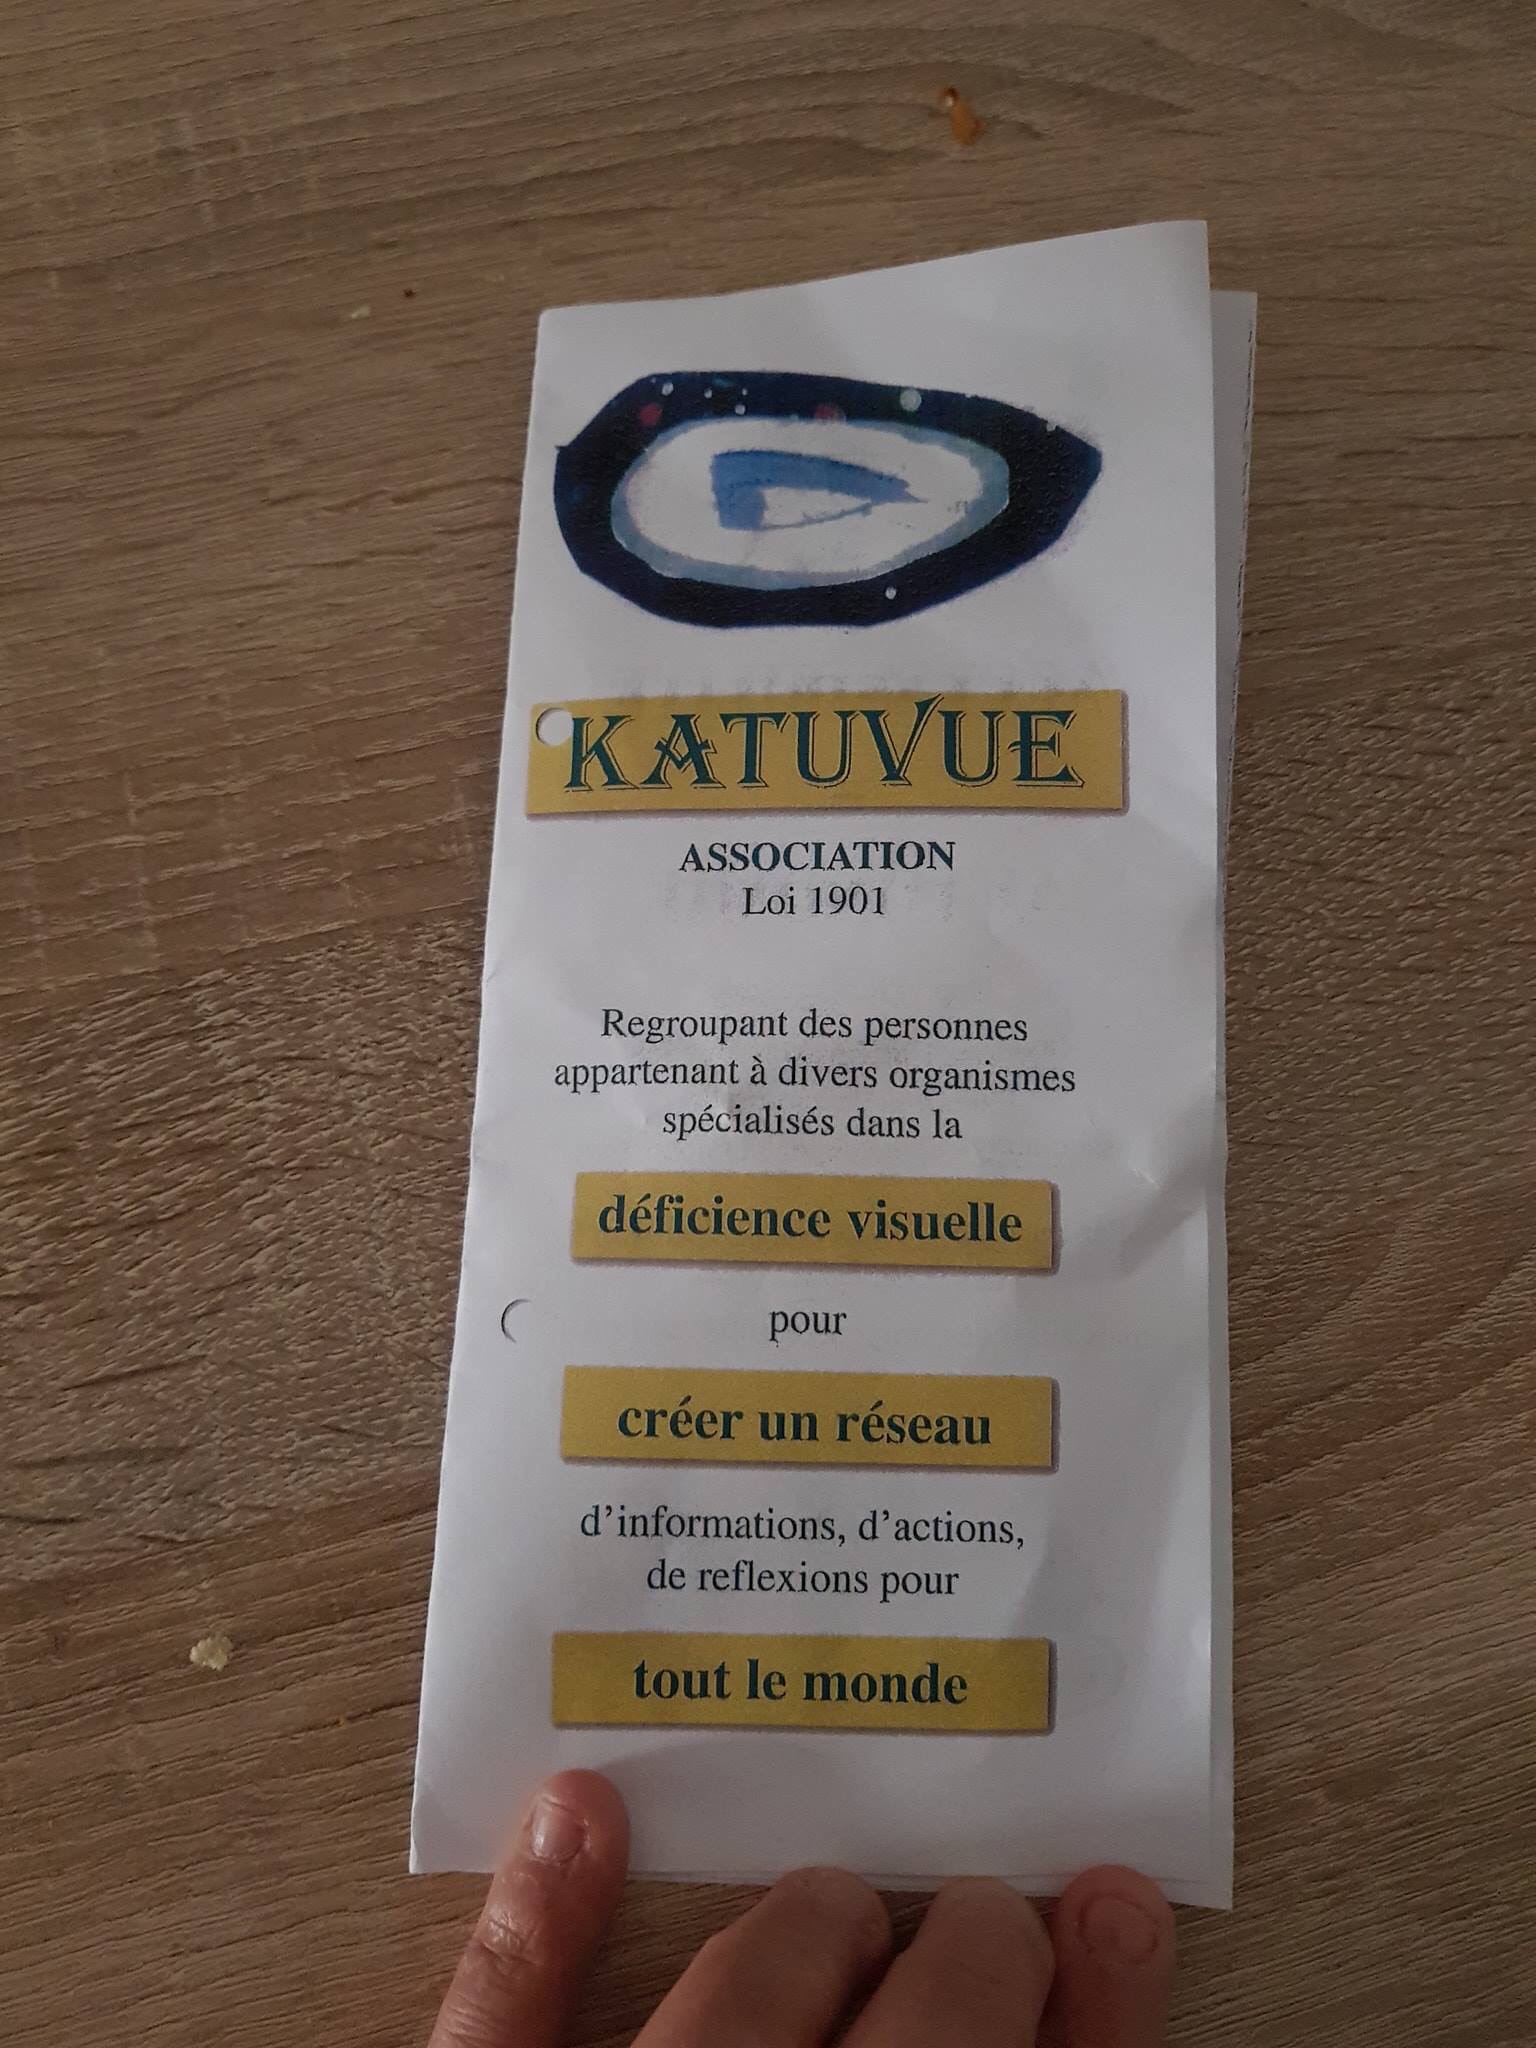 KATUVUE
ASSOCIATION
Loi 1901
Regroupant des personnes
appartenant à divers organismes
spécialisés dans la
déficience visuelle
pour
créer un réseau
d'informations, d'actions,
de reflexions pour
tout le monde